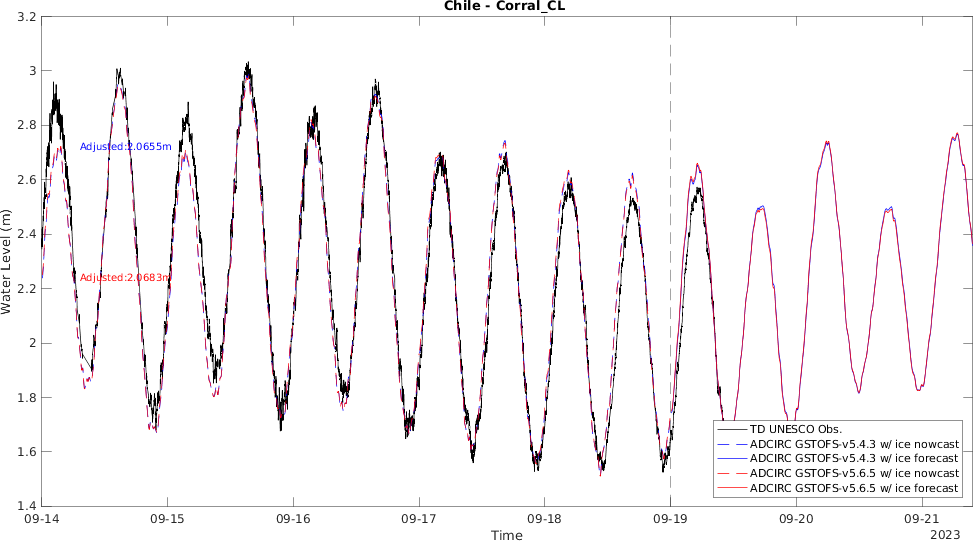 Chile - Corral_CL
3.2
3
2.8
2.6
2.4
2.2
2
1.8
1.6
1.4
Water Level (m)
Adjusted:2.0655m
Adjusted:2.0683m
TD UNESCO Obs.
ADCIRC GSTOFS-v5.4.3 w/ ice nowcast
ADCIRC GSTOFS-v5.4.3 w/ ice forecast
ADCIRC GSTOFS-v5.6.5 w/ ice nowcast
ADCIRC GSTOFS-v5.6.5 w/ ice forecast
09-14 09-15 09-16 09-17 09-18 09-19 09-20 09-21
Time
2023